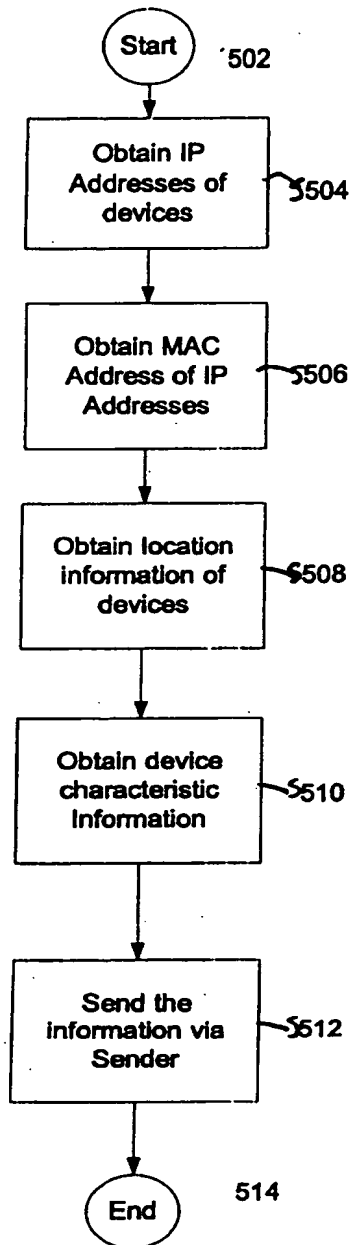 Start
502
Obtain IP
Addresses of
devices
504
Obtain MAC
Address of IP
Addresses
506
Obtain location
information of
devices
508
Obtain device
characteristic
Information
510
Send the
information via
Sender
512
End
514